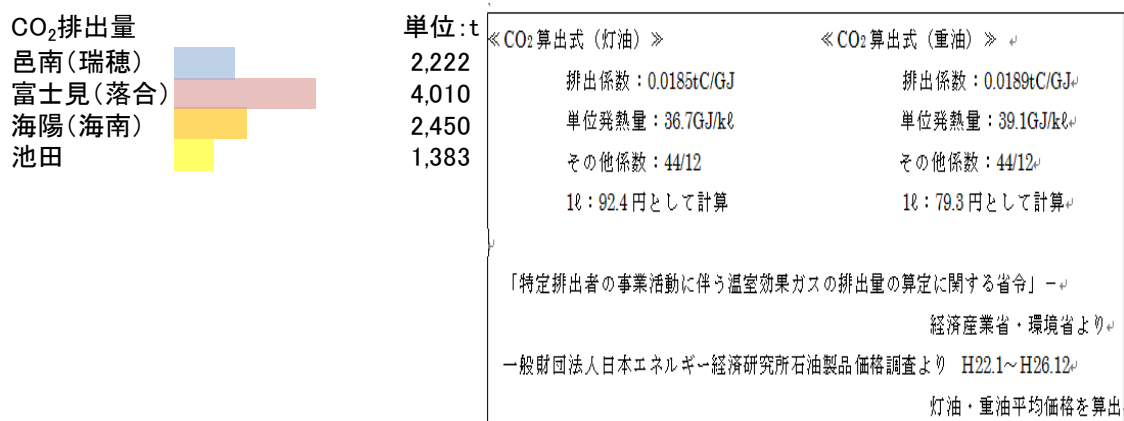 CO₂排出量 単位:t
邑南(瑞穂) 2,222
富士見(落合) 4,010
海陽(海南) 2,450
池田 1,383
≪CO₂算出式（灯油）≫ ≪CO₂算出式（重油）≫
排出係数：0.0185tC/GJ 排出係数：0.0189tC/GJ
単位発熱量：36.7GJ/kℓ 単位発熱量：39.1GJ/kℓ
その他係数：44/12 その他係数：44/12
1ℓ：92.4円として計算 1ℓ：79.3円として計算
「特定排出者の事業活動に伴う温室効果ガスの排出量の算定に関する省令」－
経済産業省・環境省より
一般財団法人日本エネルギー経済研究所石油製品価格調査より H22.1～H26.12
灯油・重油平均価格を算出